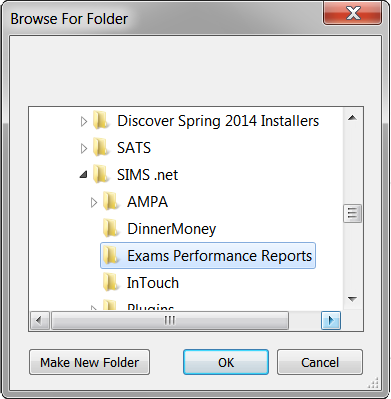 Browse For Folder
Discover Spring 2014 Installers
SATS
SIMS .net
AMPA
DinnerMoney
Exams Performance Reports
InTouch
Plugins
Make New Folder
OK
Cancel